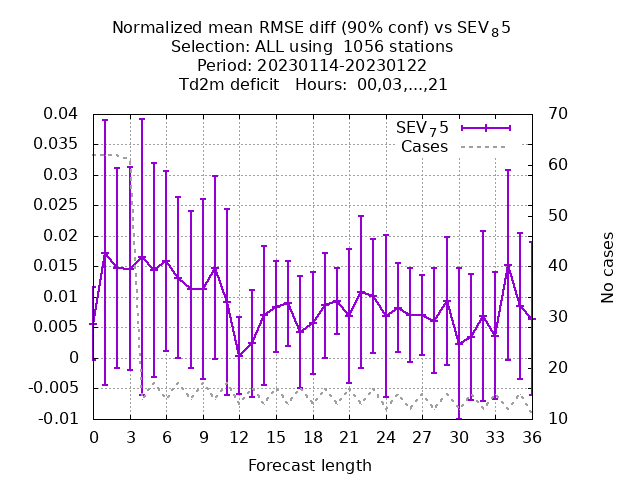 Normalized mean RMSE diff (90% conf) vs SEV₈5
Selection: ALL using  1056 stations
Period: 20230114-20230122
Td2m deficit   Hours:  00,03,...,21
0.04
0.035
0.03
0.025
0.02
0.015
0.01
0.005
0
-0.005
-0.01
70
60
50
40
30
20
10
SEV₇5
Cases
No cases
0 3 6 9 12 15 18 21 24 27 30 33 36
Forecast length